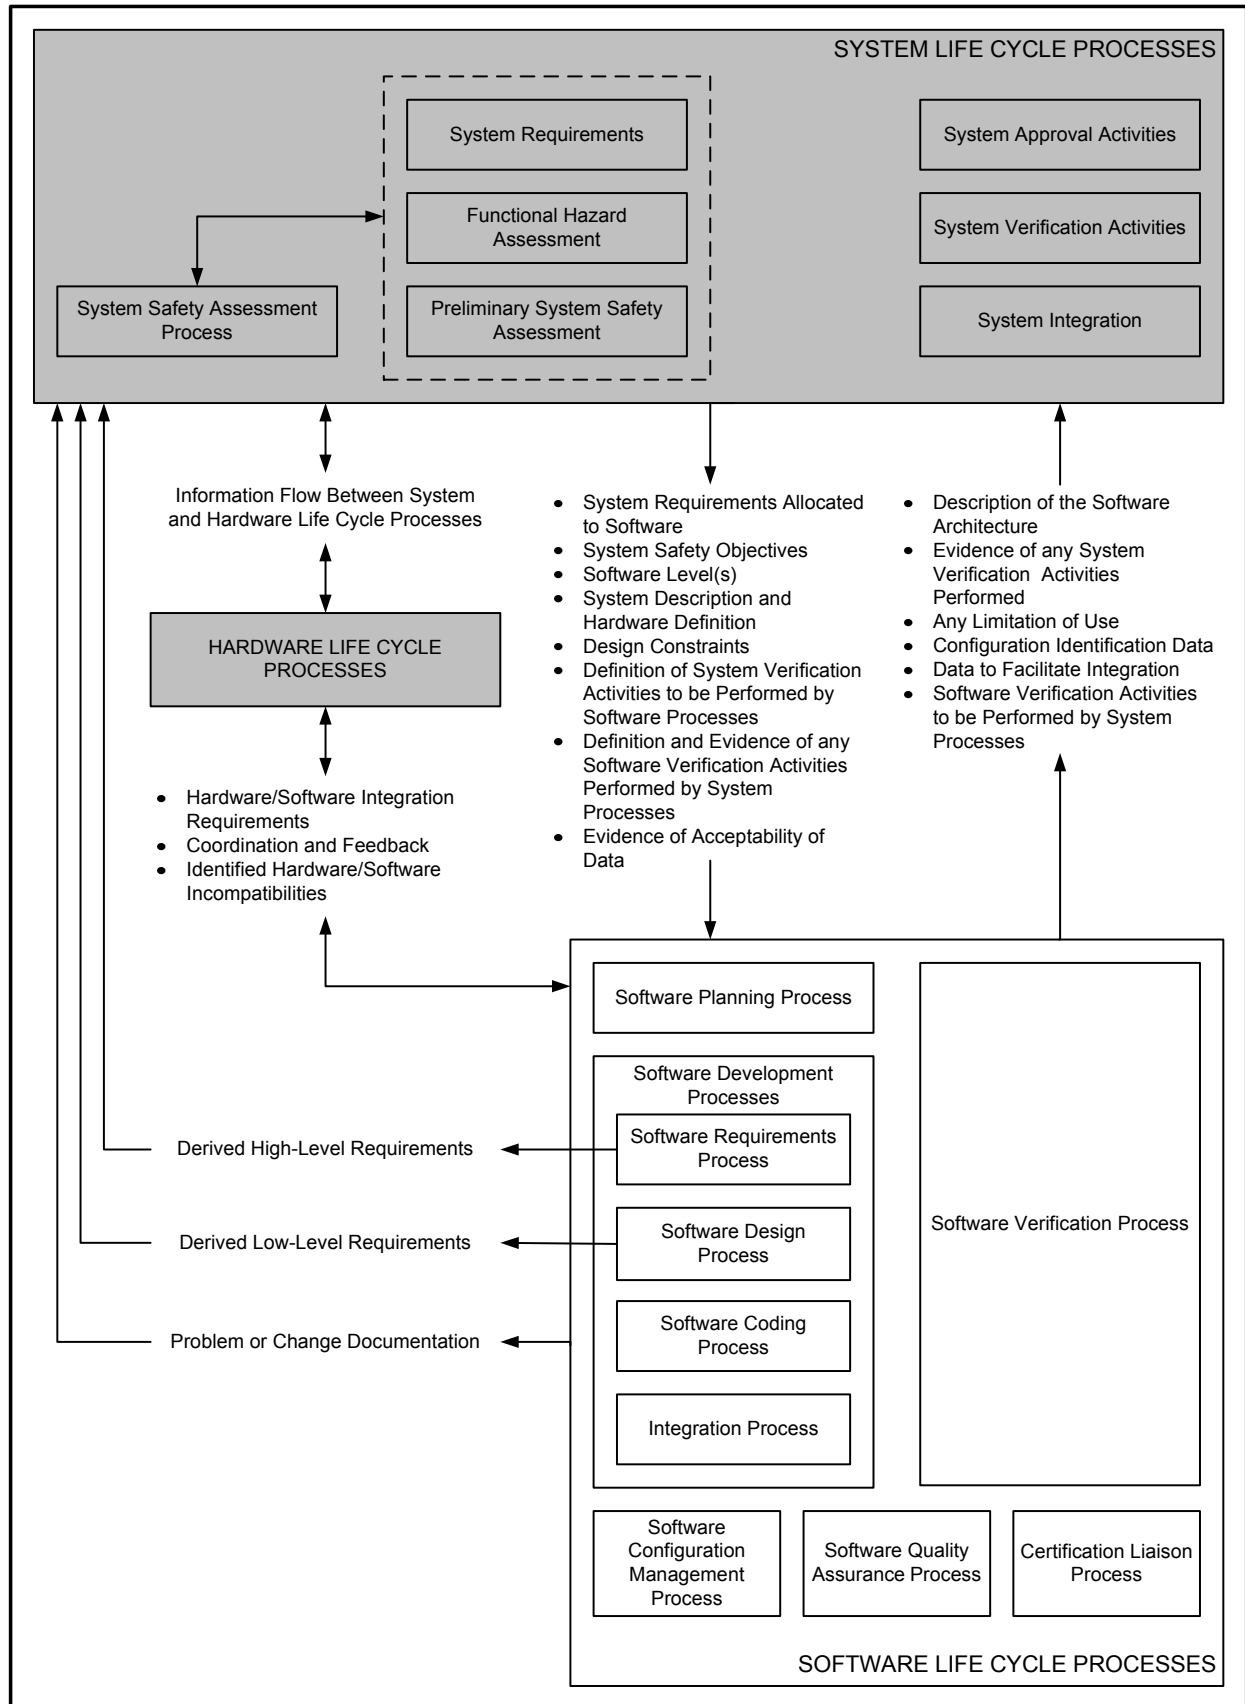 SYSTEM LIFE CYCLE PROCESSES
System Requirements
Functional Hazard
Assessment
Preliminary System Safety
Assessment
System Safety Assessment
Process
System Approval Activities
System Verification Activities
System Integration
Information Flow Between System
and Hardware Life Cycle Processes
HARDWARE LIFE CYCLE
PROCESSES
• Hardware/Software Integration
Requirements
• Coordination and Feedback
• Identified Hardware/Software
Incompatibilities
• System Requirements Allocated
to Software
• System Safety Objectives
• Software Level(s)
• System Description and
Hardware Definition
• Design Constraints
• Definition of System Verification
Activities to be Performed by
Software Processes
• Definition and Evidence of any
Software Verification Activities
Performed by System
Processes
• Evidence of Acceptability of
Data
• Description of the Software
Architecture
• Evidence of any System
Verification Activities
Performed
• Any Limitation of Use
• Configuration Identification Data
• Data to Facilitate Integration
• Software Verification Activities
to be Performed by System
Processes
Software Planning Process
Software Development
Processes
Software Requirements
Process
Software Design
Process
Software Coding
Process
Integration Process
Software Verification Process
Derived High-Level Requirements
Derived Low-Level Requirements
Problem or Change Documentation
Software
Configuration
Management
Process
Software Quality
Assurance Process
Certification Liaison
Process
SOFTWARE LIFE CYCLE PROCESSES